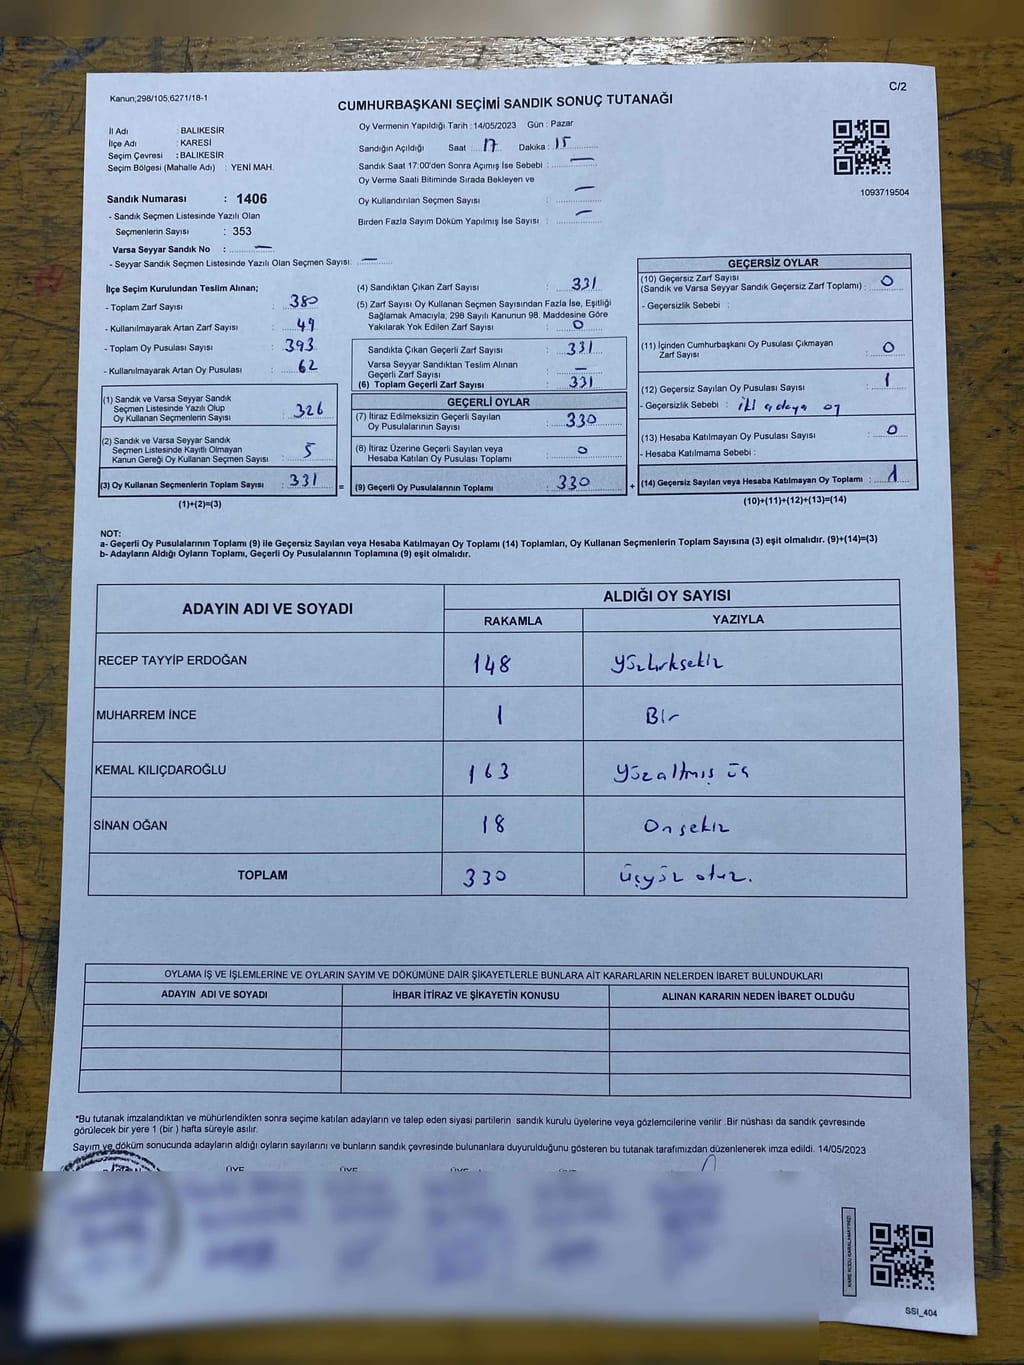 Kanun;298/105;6271/18-1
C/2
CUMHURBAŞKANI SEÇİMİ SANDIK SONUÇ TUTANAĞI
İl Adı : BALIKESİR
İlçe Adı : KARESİ
Seçim Çevresi : BALIKESİR
Seçim Bölgesi (Mahalle Adı) : YENİ MAH.
Sandık Numarası : 1406
- Sandık Seçmen Listesinde Yazılı Olan
Seçmenlerin Sayısı : 353
Varsa Seyyar Sandık No : —
- Seyyar Sandık Seçmen Listesinde Yazılı Olan Seçmen Sayısı: —
Oy Vermenin Yapıldığı Tarih : 14/05/2023 Gün : Pazar
Sandığın Açıldığı Saat : 17 Dakika : 15
Sandık Saat 17:00'den Sonra Açımış İse Sebebi : —
Oy Verme Saati Bitiminde Sırada Bekleyen ve
Oy Kullandırılan Seçmen Sayısı : —
Birden Fazla Sayım Döküm Yapılmış İse Sayısı : —
1093719504
İlçe Seçim Kurulundan Teslim Alınan;
- Toplam Zarf Sayısı : 380
- Kullanılmayarak Artan Zarf Sayısı : 49
- Toplam Oy Pusulası Sayısı : 393
- Kullanılmayarak Artan Oy Pusulası : 62
(1) Sandık ve Varsa Seyyar Sandık
Seçmen Listesinde Yazılı Olup
Oy Kullanan Seçmenlerin Sayısı : 326
(2) Sandık ve Varsa Seyyar Sandık
Seçmen Listesinde Kayıtlı Olmayan
Kanun Gereği Oy Kullanan Seçmen Sayısı : 5
(3) Oy Kullanan Seçmenlerin Toplam Sayısı : 331 =
(1)+(2)=(3)
(4) Sandıktan Çıkan Zarf Sayısı : 331
(5) Zarf Sayısı Oy Kullanan Seçmen Sayısından Fazla İse, Eşitliği
Sağlamak Amacıyla, 298 Sayılı Kanunun 98. Maddesine Göre
Yakılarak Yok Edilen Zarf Sayısı : 0
Sandıkta Çıkan Geçerli Zarf Sayısı : 331
Varsa Seyyar Sandıktan Teslim Alınan
Geçerli Zarf Sayısı : —
(6) Toplam Geçerli Zarf Sayısı : 331
GEÇERLİ OYLAR
(7) İtiraz Edilmeksizin Geçerli Sayılan
Oy Pusulalarının Sayısı : 330
(8) İtiraz Üzerine Geçerli Sayılan veya
Hesaba Katılan Oy Pusulası Toplamı : 0
(9) Geçerli Oy Pusulalarının Toplamı : 330 +
GEÇERSİZ OYLAR
(10) Geçersiz Zarf Sayısı
(Sandık ve Varsa Seyyar Sandık Geçersiz Zarf Toplamı) : 0
- Geçersizlik Sebebi :
(11) İçinden Cumhurbaşkanı Oy Pusulası Çıkmayan
Zarf Sayısı : 0
(12) Geçersiz Sayılan Oy Pusulası Sayısı : 1
- Geçersizlik Sebebi : iki adaya oy
(13) Hesaba Katılmayan Oy Pusulası Sayısı : 0
- Hesaba Katılmama Sebebi :
(14) Geçersiz Sayılan veya Hesaba Katılmayan Oy Toplamı : 1
(10)+(11)+(12)+(13)=(14)
NOT:
a- Geçerli Oy Pusulalarının Toplamı (9) ile Geçersiz Sayılan veya Hesaba Katılmayan Oy Toplamı (14) Toplamları, Oy Kullanan Seçmenlerin Toplam Sayısına (3) eşit olmalıdır. (9)+(14)=(3)
b- Adayların Aldığı Oyların Toplamı, Geçerli Oy Pusulalarının Toplamına (9) eşit olmalıdır.
ADAYIN ADI VE SOYADI ALDIĞI OY SAYISI
RAKAMLA YAZIYLA
RECEP TAYYİP ERDOĞAN 148 Yüzkırksekiz
MUHARREM İNCE 1 Bir
KEMAL KILIÇDAROĞLU 163 Yüzaltmış üç
SİNAN OĞAN 18 Onsekiz
TOPLAM 330 üçyüz otuz.
OYLAMA İŞ VE İŞLEMLERİNE VE OYLARIN SAYIM VE DÖKÜMÜNE DAİR ŞİKAYETLERLE BUNLARA AİT KARARLARIN NELERDEN İBARET BULUNDUKLARI
ADAYIN ADI VE SOYADI İHBAR İTİRAZ VE ŞİKAYETİN KONUSU ALINAN KARARIN NEDEN İBARET OLDUĞU
*Bu tutanak imzalandıktan ve mühürlendikten sonra seçime katılan adayların ve talep eden siyasi partilerin sandık kurulu üyelerine veya gözlemcilerine verilir. Bir nüshası da sandık çevresinde
görülecek bir yere 1 (bir ) hafta süreyle asılır.
Sayım ve döküm sonucunda adayların aldığı oyların sayılarını ve bunların sandık çevresinde bulunanlara duyurulduğunu gösteren bu tutanak tarafımızdan düzenlenerek imza edildi. 14/05/2023
ÜYE ÜYE
SSI_404